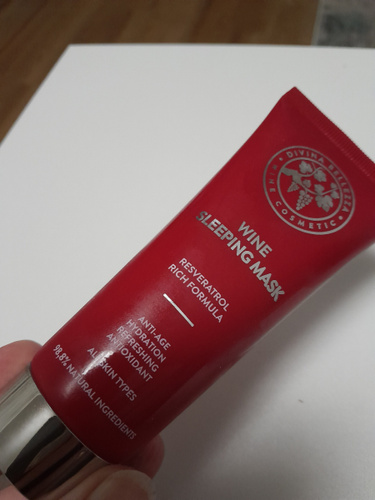 DIVINA BELLEZZA
WINE
COSMETIC
WINE
SLEEPING MASK
RESVERATROL
RICH FORMULA
ANTI-AGE
HYDRATION
REFRESHING
ANTIOXIDANT
ALL SKIN TYPES
98,8% NATURAL INGREDIENTS